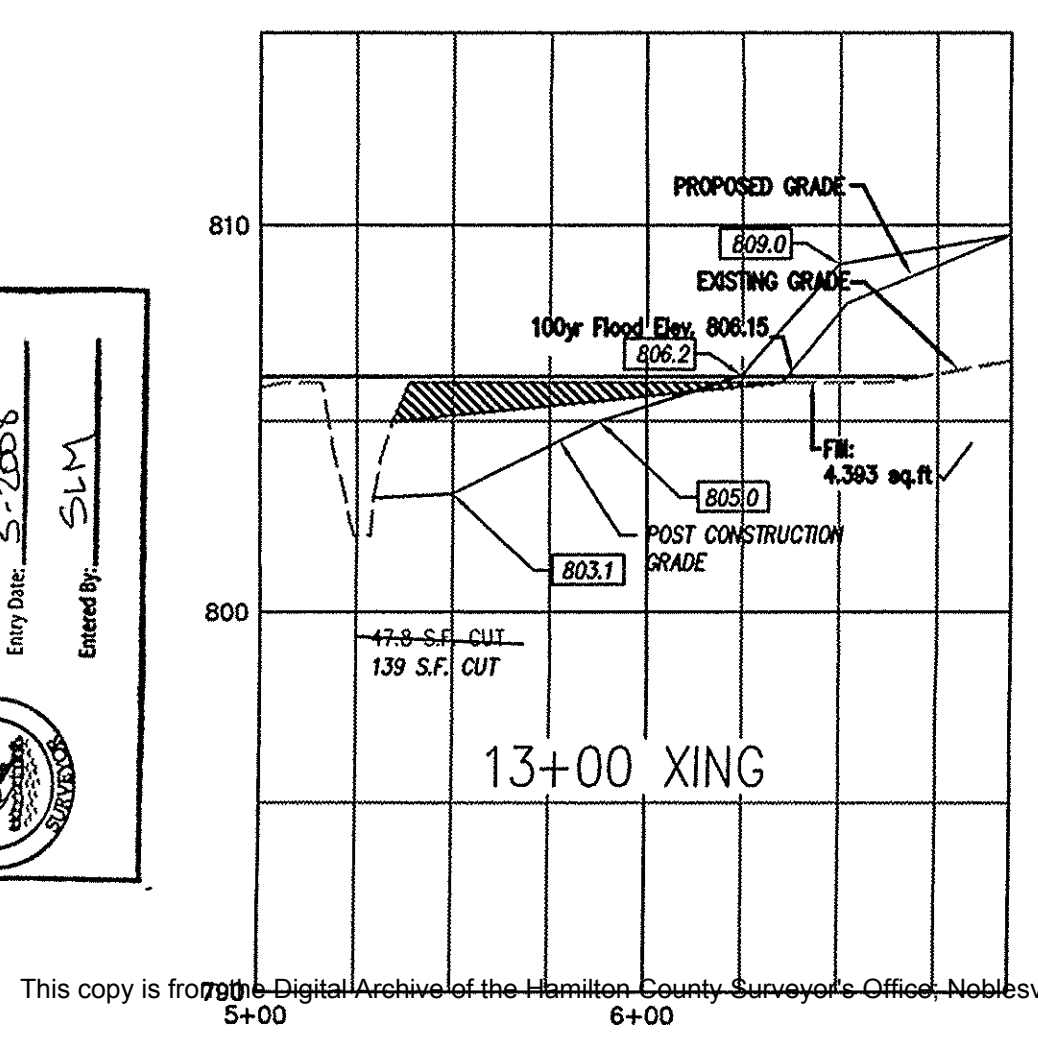 PROPOSED GRADE
810
809.0
EXISTING GRADE
100yr Flood Elev. 806.15
806.2
Fill:
4.393 sq.ft
805.0
POST CONSTRUCTION
GRADE
803.1
800
47.8 S.F. CUT
139 S.F. CUT
13+00 XING
790
5+00
6+00
Entry Date:
Entered By: SLM
SURVEYOR
This copy is from the Digital Archive of the Hamilton County Surveyor's Office, Noblesv